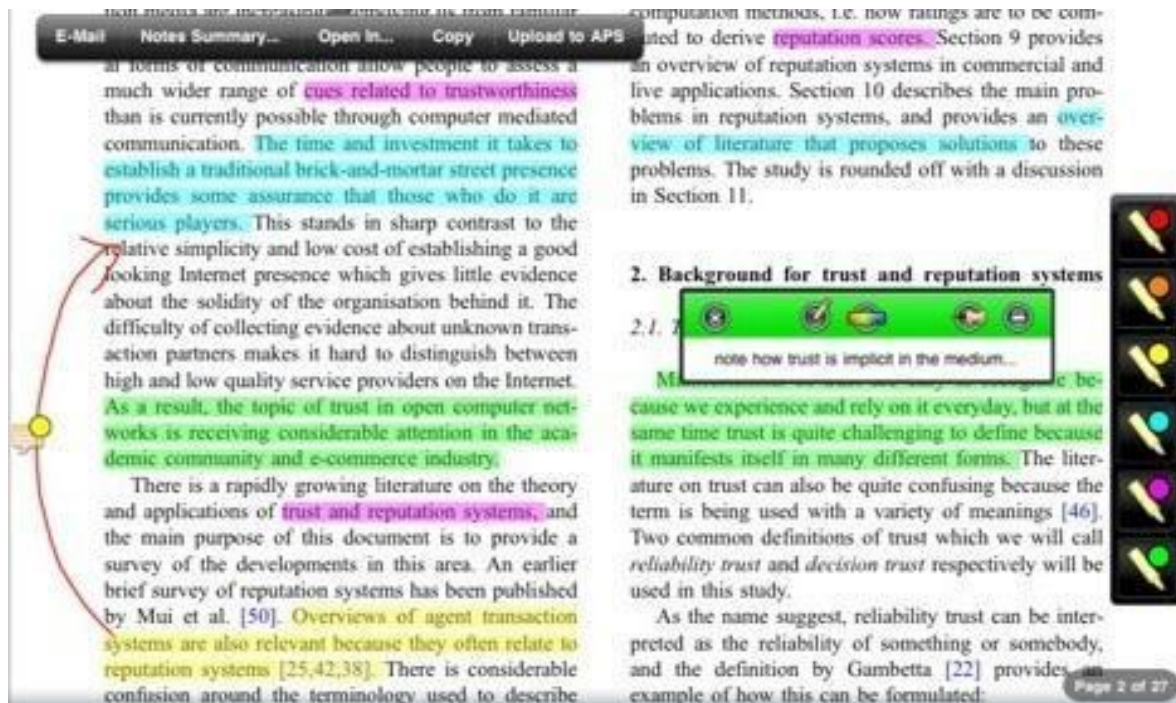 E-Mail Notes Summary... Open In... Copy Upload to APS
al forms of communication allow people to assess a
much wider range of cues related to trustworthiness
than is currently possible through computer mediated
communication. The time and investment it takes to
establish a traditional brick-and-mortar street presence
provides some assurance that those who do it are
serious players. This stands in sharp contrast to the
relative simplicity and low cost of establishing a good
looking Internet presence which gives little evidence
about the solidity of the organisation behind it. The
difficulty of collecting evidence about unknown trans-
action partners makes it hard to distinguish between
high and low quality service providers on the Internet.
As a result, the topic of trust in open computer net-
works is receiving considerable attention in the aca-
demic community and e-commerce industry.
There is a rapidly growing literature on the theory
and applications of trust and reputation systems, and
the main purpose of this document is to provide a
survey of the developments in this area. An earlier
brief survey of reputation systems has been published
by Mui et al. [50]. Overviews of agent transaction
systems are also relevant because they often relate to
reputation systems [25,42,38]. There is considerable
confusion around the terminology used to describe
computation methods, i.e. how ratings are to be com-
puted to derive reputation scores. Section 9 provides
an overview of reputation systems in commercial and
live applications. Section 10 describes the main pro-
blems in reputation systems, and provides an over-
view of literature that proposes solutions to these
problems. The study is rounded off with a discussion
in Section 11.
2. Background for trust and reputation systems
2.1.
note how trust is implicit in the medium...
be-
cause we experience and rely on it everyday, but at the
same time trust is quite challenging to define because
it manifests itself in many different forms. The liter-
ature on trust can also be quite confusing because the
term is being used with a variety of meanings [46].
Two common definitions of trust which we will call
reliability trust and decision trust respectively will be
used in this study.
As the name suggest, reliability trust can be inter-
preted as the reliability of something or somebody,
and the definition by Gambetta [22] provides an
example of how this can be formulated:
Page 2 of 27